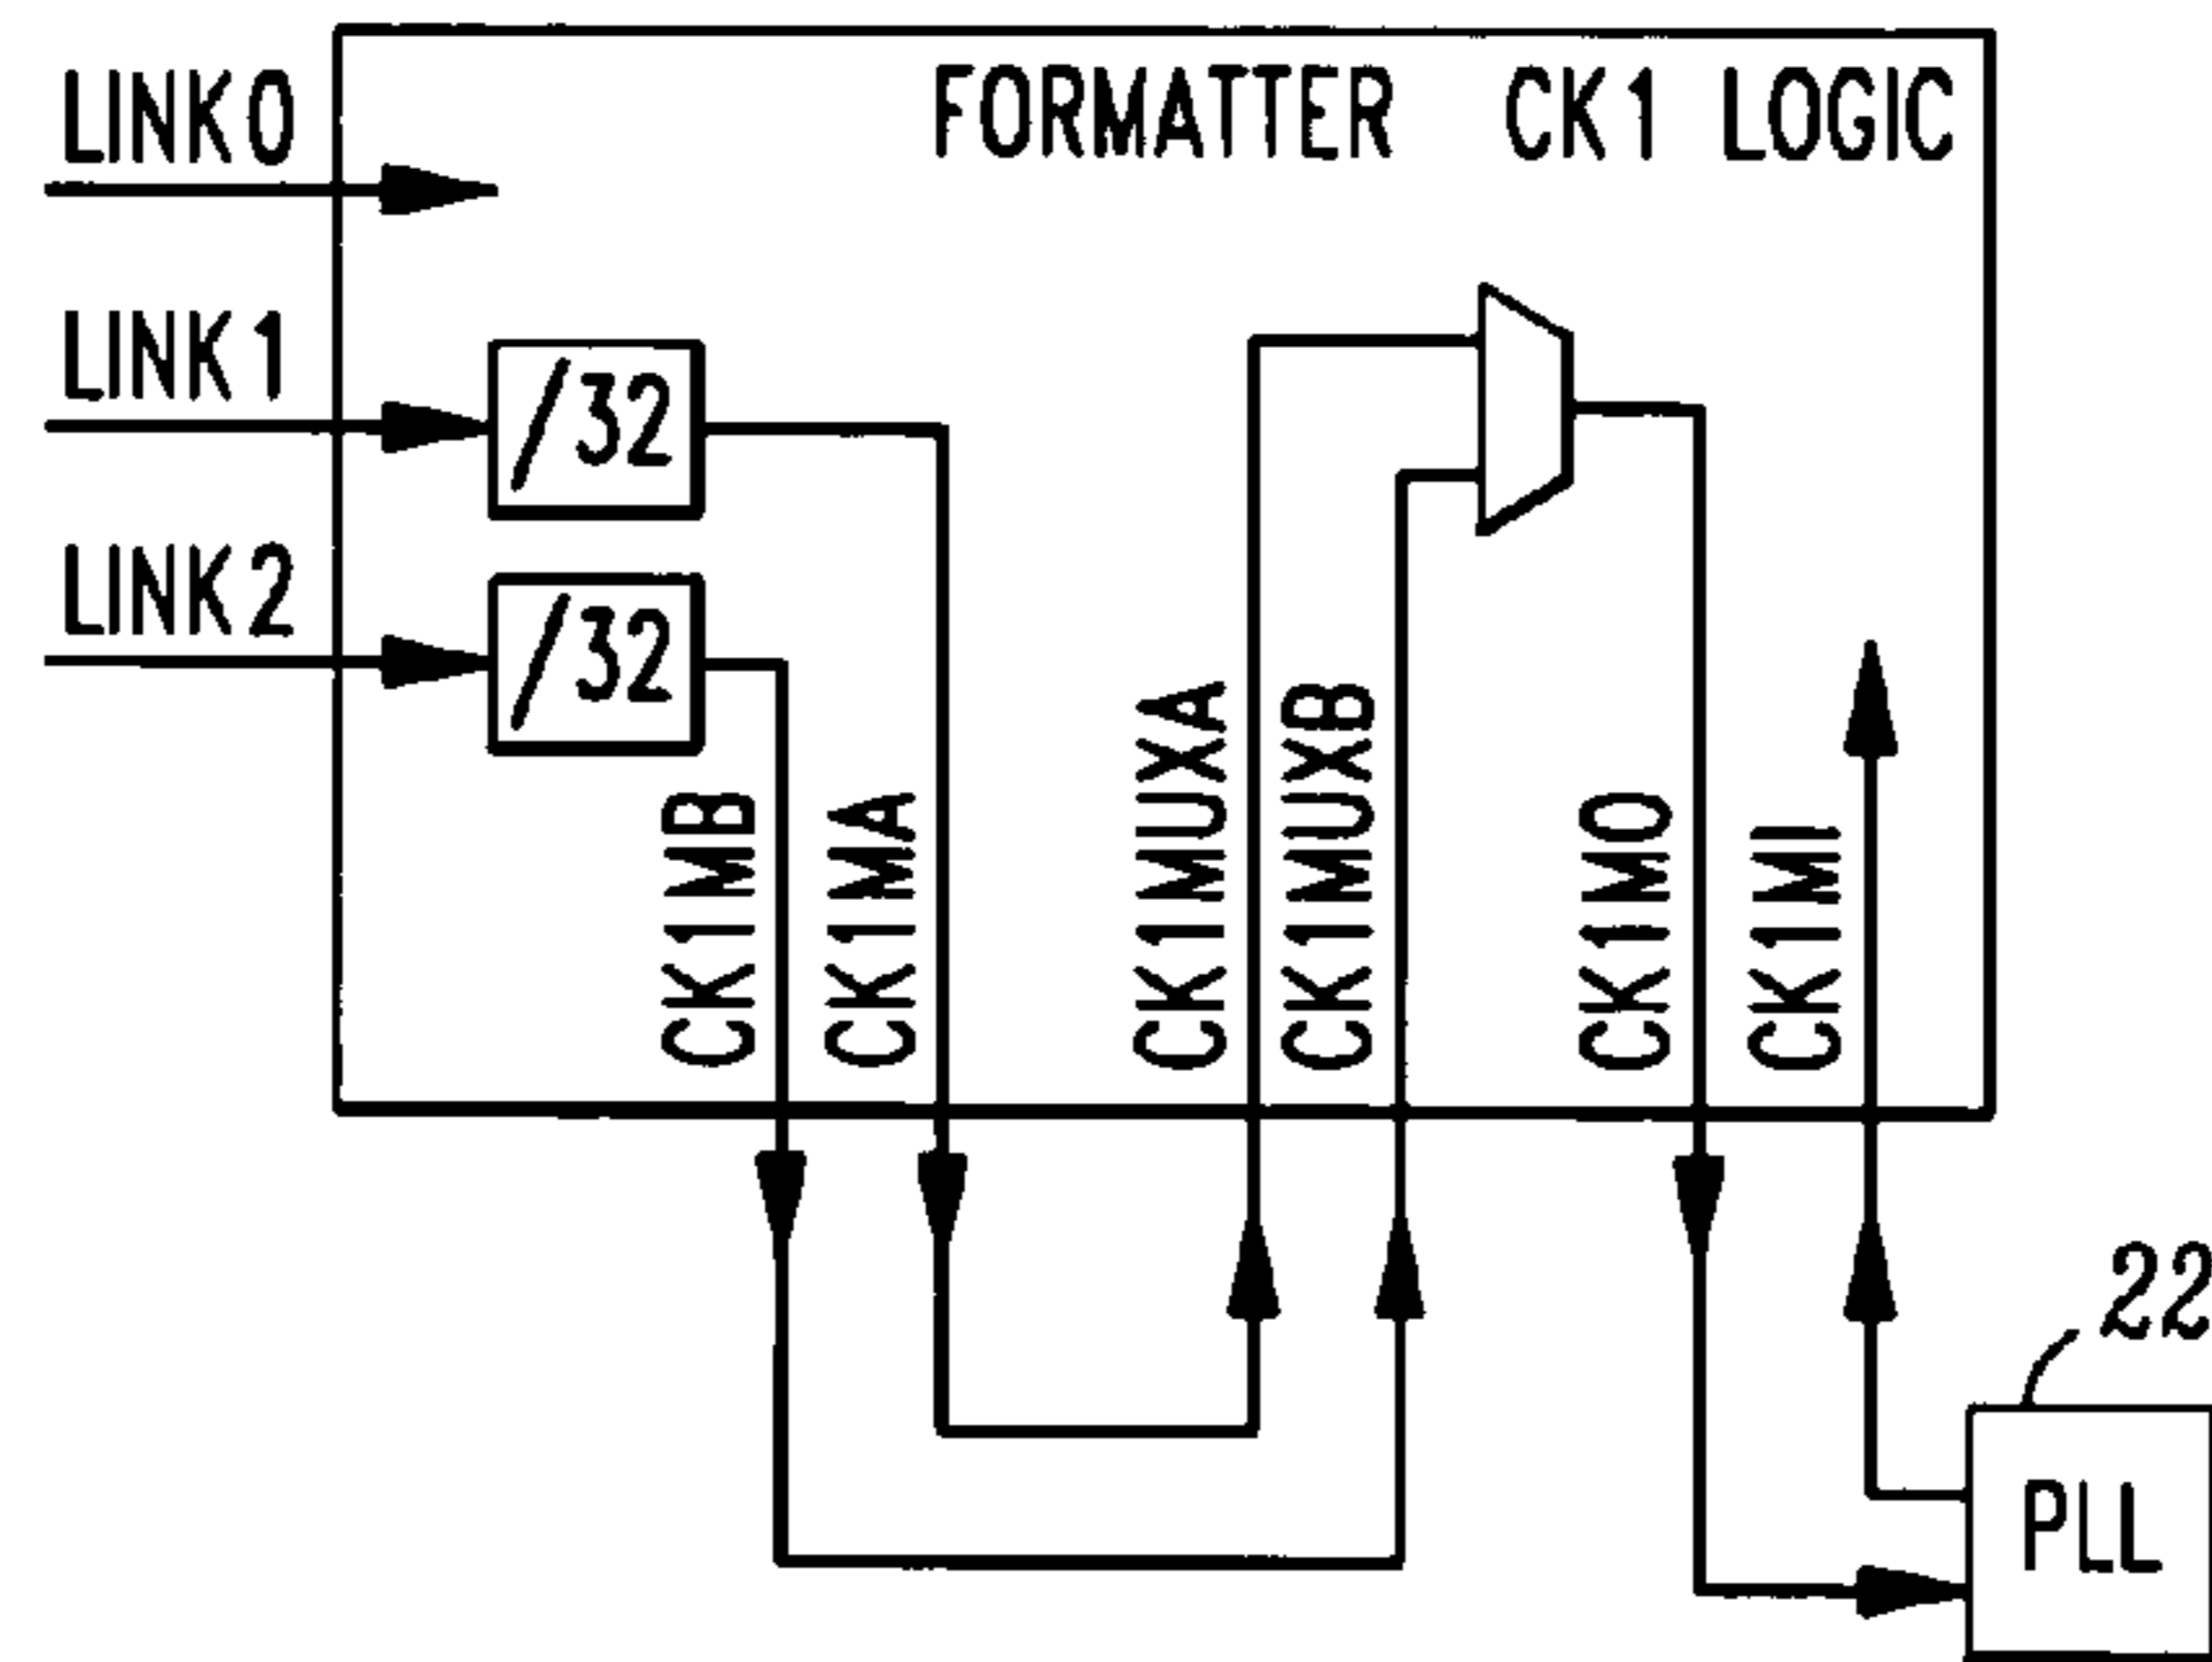 FORMATTER CK1 LOGIC
LINK0
LINK1
/32
LINK2
/32
CK1MB
CK1MA
CK1MUXA
CK1MUXB
CK1MO
CK1MI
22
PLL